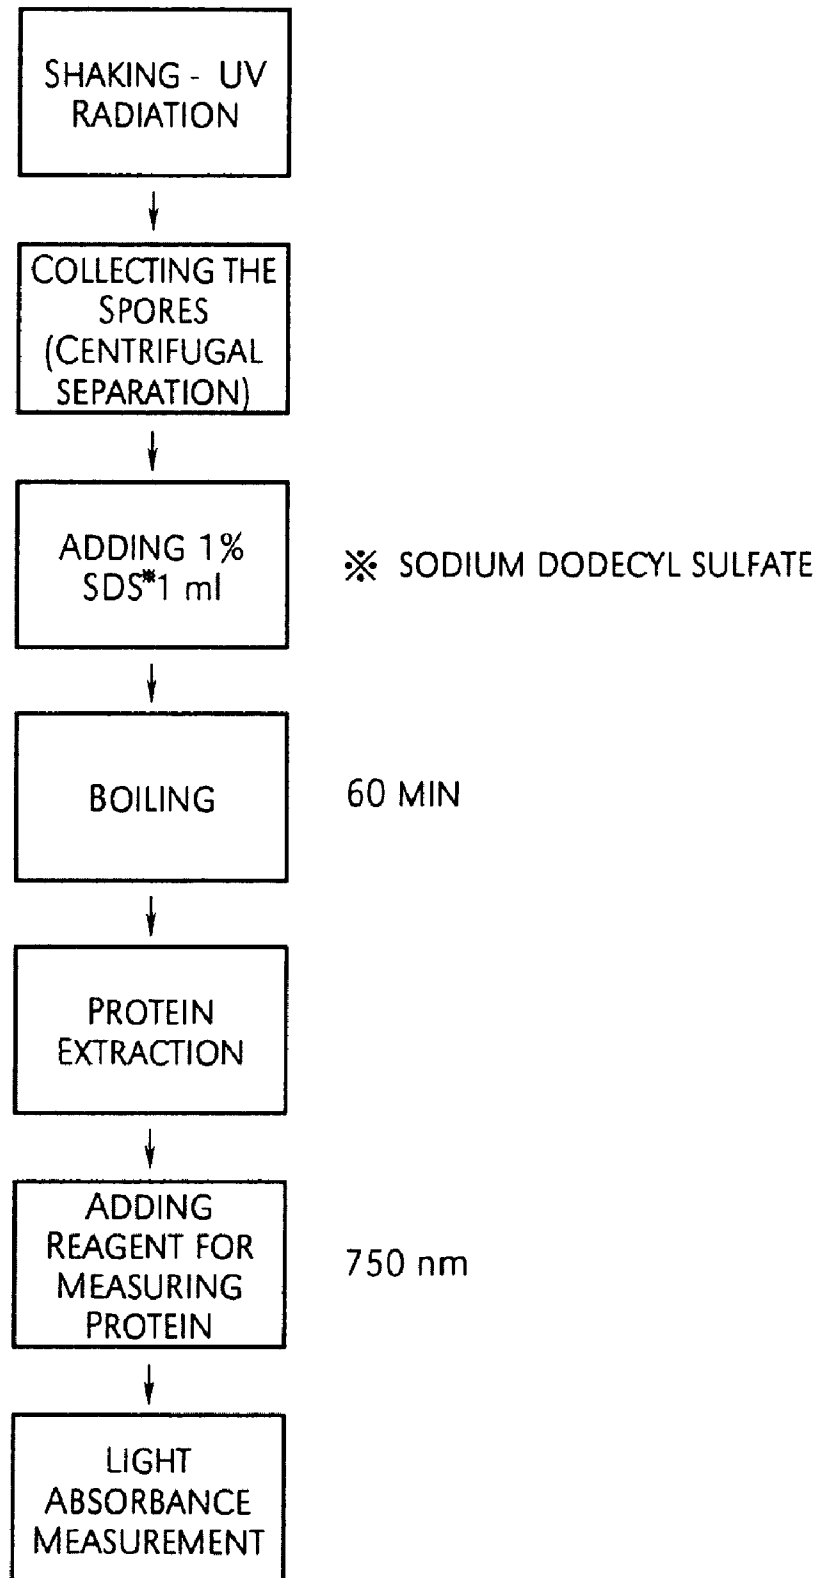 SHAKING - UV
RADIATION
COLLECTING THE
SPORES
(CENTRIFUGAL
SEPARATION)
ADDING 1%
SDS※1 ml
※ SODIUM DODECYL SULFATE
BOILING
60 MIN
PROTEIN
EXTRACTION
ADDING
REAGENT FOR
MEASURING
PROTEIN
750 nm
LIGHT
ABSORBANCE
MEASUREMENT